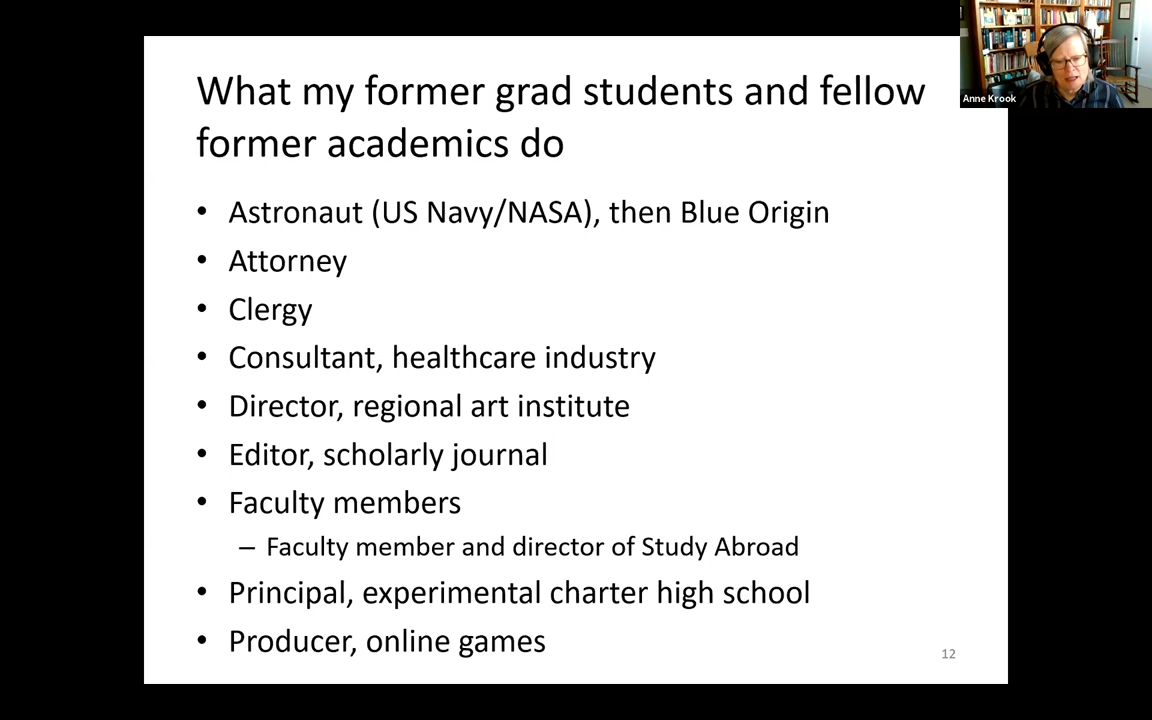 What my former grad students and fellow
former academics do
• Astronaut (US Navy/NASA), then Blue Origin
• Attorney
• Clergy
• Consultant, healthcare industry
• Director, regional art institute
• Editor, scholarly journal
• Faculty members
– Faculty member and director of Study Abroad
• Principal, experimental charter high school
• Producer, online games
12
Anne Krook